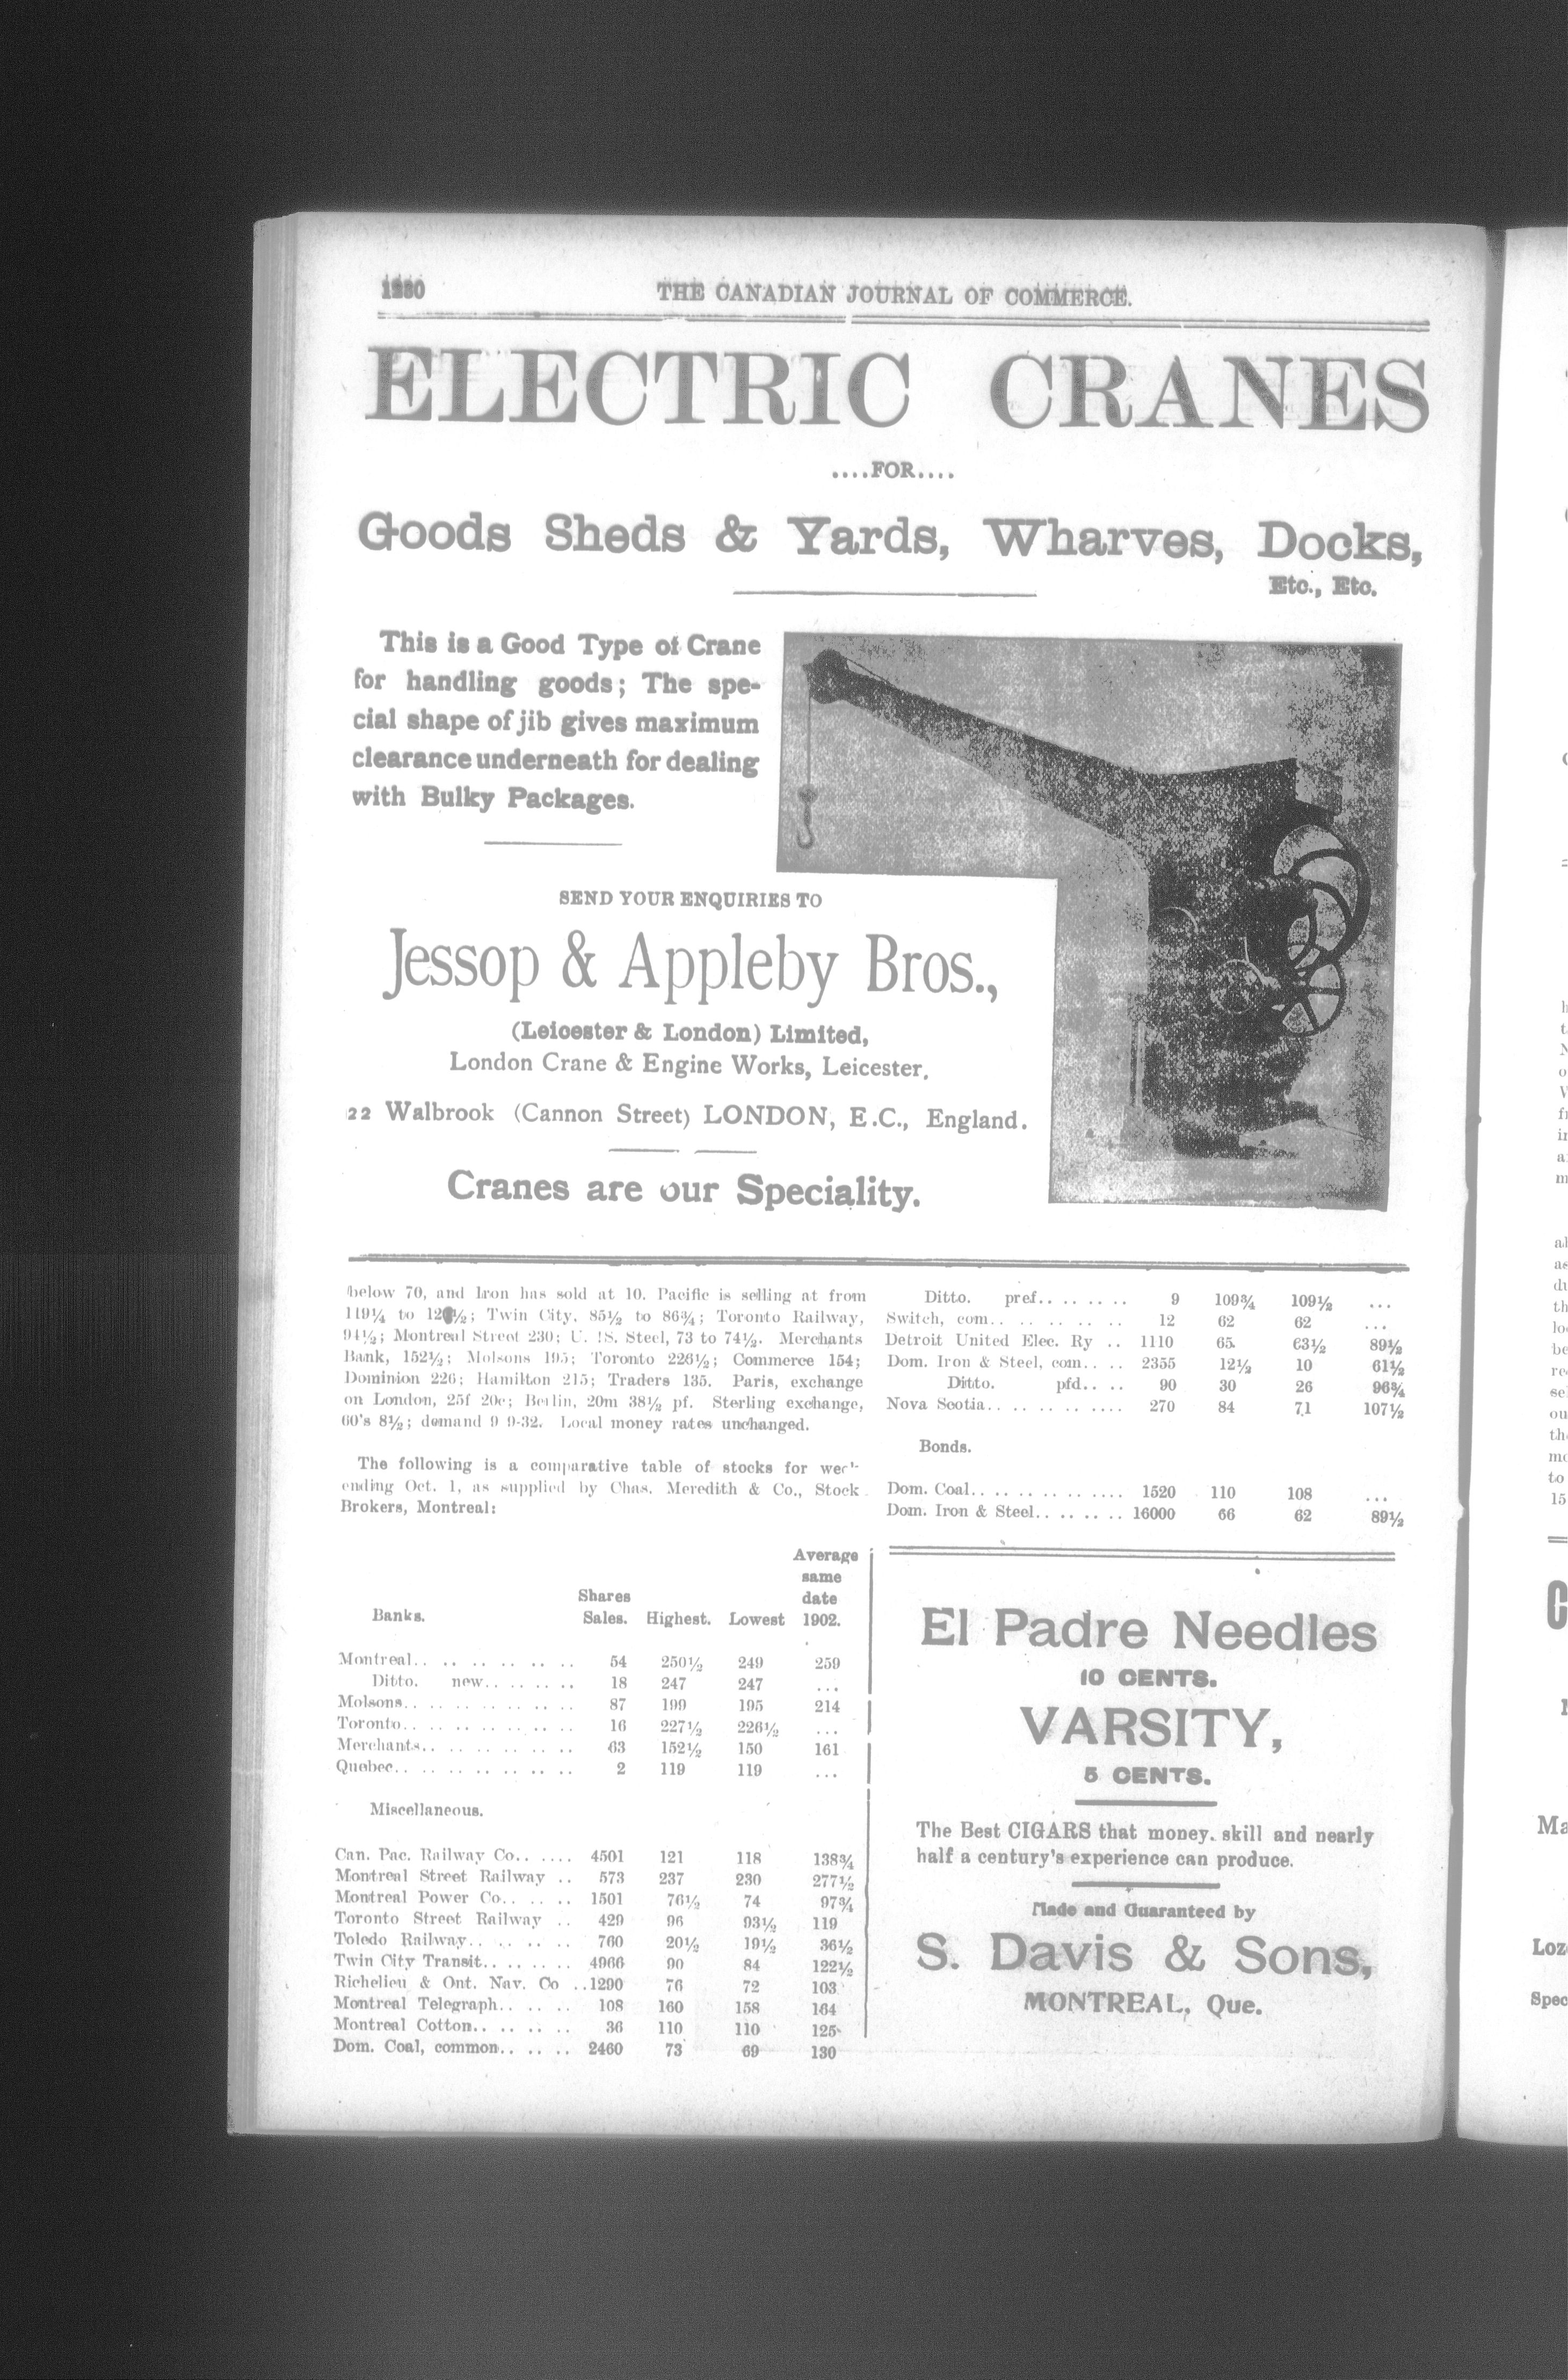 THE CANADIAN JOURNAL OF COMMERCE.
ELECTRIC CRANES
....FOR....
Goods Sheds & Yards, Wharves, Docks,
Etc., Etc.
This is a Good Type of Crane
for handling goods; The spe-
cial shape of jib gives maximum
clearance underneath for dealing
with Bulky Packages.
SEND YOUR ENQUIRIES TO
Jessop & Appleby Bros.,
(Leicester & London) Limited,
London Crane & Engine Works, Leicester.
22 Walbrook (Cannon Street) LONDON, E.C., England.
Cranes are our Speciality.
below 70, and Iron has sold at 10. Pacific is selling at from
119¼ to ; Twin City, 85½ to 86¾; Toronto Railway,
94½; Montreal Street 230; U. S. Steel, 73 to 74½. Merchants
Bank, 152½; Molsons 195; Toronto 226½; Commerce 154;
Dominion 226; Hamilton 215; Traders 135. Paris, exchange
on London, 25f 20c; Berlin, 20m 38½ pf. Sterling exchange,
60's 8½; demand 9 9-32. Local money rates unchanged.
The following is a comparative table of stocks for
ending Oct. 1, as supplied by Chas. Meredith & Co., Stock
Brokers, Montreal:
Average
same
Shares date
Banks. Sales. Highest. Lowest 1902.
Montreal.. .. .. .. .. .. .. 54 250½ 249 259
Ditto. new.. .. .. .. 18 247 247 ...
Molsons.. .. .. .. .. .. .. 87 199 195 214
Toronto.. .. .. .. .. .. .. 16 227½ 226½ ...
Merchants.. .. .. .. .. .. 63 152½ 150 161
Quebec.. .. .. .. .. .. .. 2 119 119 ...
Miscellaneous.
Can. Pac. Railway Co.. .. .. 4501 121 118 138¾
Montreal Street Railway .. 573 237 230 277½
Montreal Power Co.. .. .. 1501 76½ 74 97¾
Toronto Street Railway .. 429 96 93½ 119
Toledo Railway.. .. .. .. 760 20½ 19½ 36½
Twin City Transit.. .. .. .. 4966 90 84 122½
Richelieu & Ont. Nav. Co ..1290 76 72 103
Montreal Telegraph.. .. .. 108 160 158 164
Montreal Cotton.. .. .. .. 36 110 110 125
Dom. Coal, common.. .. .. 2460 73 69 130
Ditto. pref.. .. .. .. 9 109¾ 109½ ...
Switch, com.. .. .. .. .. .. 12 62 62 ...
Detroit United Elec. Ry .. 1110 65 63½ 89½
Dom. Iron & Steel, com.. .. 2355 12½ 10 61½
Ditto. pfd.. .. 90 30 26 96¾
Nova Scotia.. .. .. .. .... 270 84 71 107½
Bonds.
Dom. Coal.. .. .. .. .. .... 1520 110 108 ...
Dom. Iron & Steel.. .. .. .. 16000 66 62 89½
El Padre Needles
10 CENTS.
VARSITY,
5 CENTS.
The Best CIGARS that money, skill and nearly
half a century's experience can produce.
Made and Guaranteed by
S. Davis & Sons,
MONTREAL, Que.